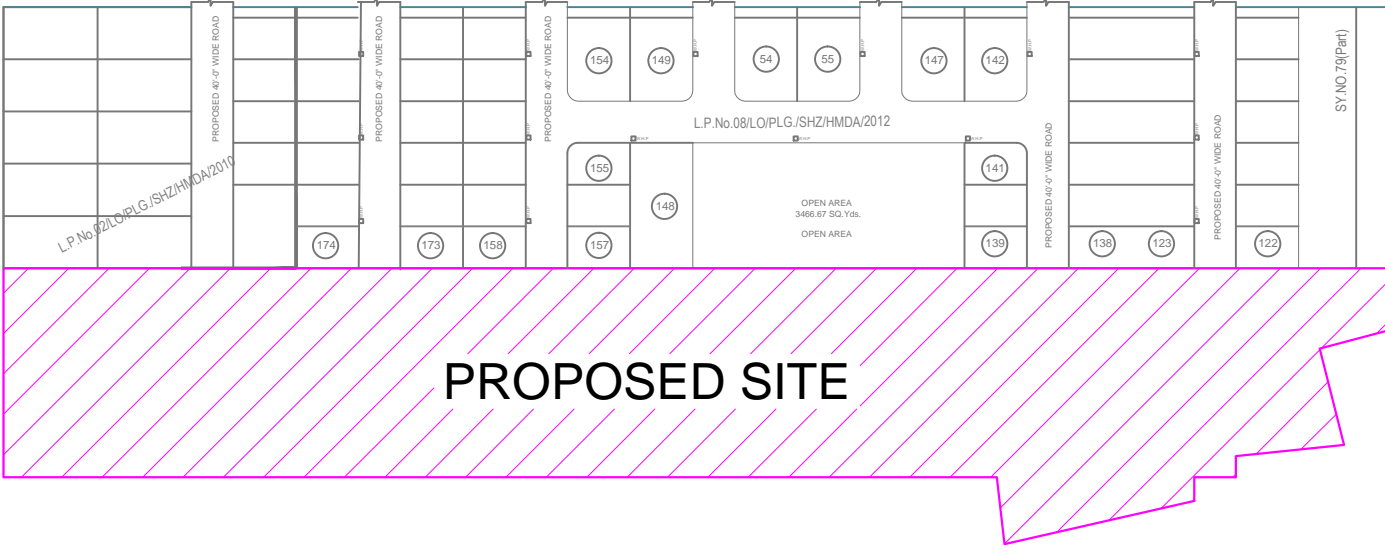 PROPOSED 40'-0" WIDE ROAD
PROPOSED 40'-0" WIDE ROAD
PROPOSED 40'-0" WIDE ROAD
154
149
54
55
147
142
SY.NO.79(Part)
L.P.No.08/LO/PLG./SHZ/HMDA/2012
L.P.No.02/LO/PLG./SHZ/HMDA/2010
155
148
141
PROPOSED 40'-0" WIDE ROAD
PROPOSED 40'-0" WIDE ROAD
OPEN AREA
3466.67 SQ.Yds.
OPEN AREA
174
173
158
157
139
138
123
122
PROPOSED SITE